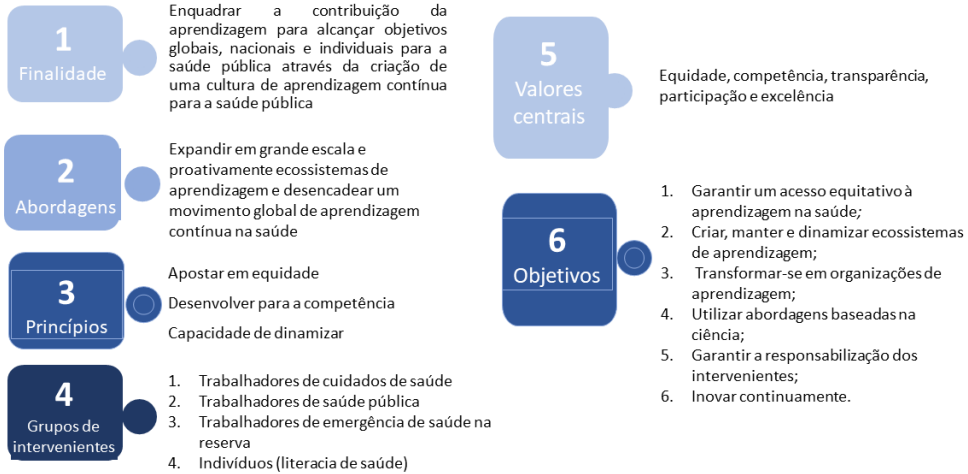 1
Finalidade
Enquadrar a contribuição da
aprendizagem para alcançar objetivos
globais, nacionais e individuais para a
saúde pública através da criação de
uma cultura de aprendizagem contínua
para a saúde pública
2
Abordagens
Expandir em grande escala e
proativamente ecossistemas de
aprendizagem e desencadear um
movimento global de aprendizagem
contínua na saúde
3
Princípios
Apostar em equidade
Desenvolver para a competência
Capacidade de dinamizar
4
Grupos de
intervenientes
1. Trabalhadores de cuidados de saúde
2. Trabalhadores de saúde pública
3. Trabalhadores de emergência de saúde na
reserva
4. Indivíduos (literacia de saúde)
5
Valores
centrais
Equidade, competência, transparência,
participação e excelência
6
Objetivos
1. Garantir um acesso equitativo à
aprendizagem na saúde;
2. Criar, manter e dinamizar ecossistemas
de aprendizagem;
3. Transformar-se em organizações de
aprendizagem;
4. Utilizar abordagens baseadas na
ciência;
5. Garantir a responsabilização dos
intervenientes;
6. Inovar continuamente.